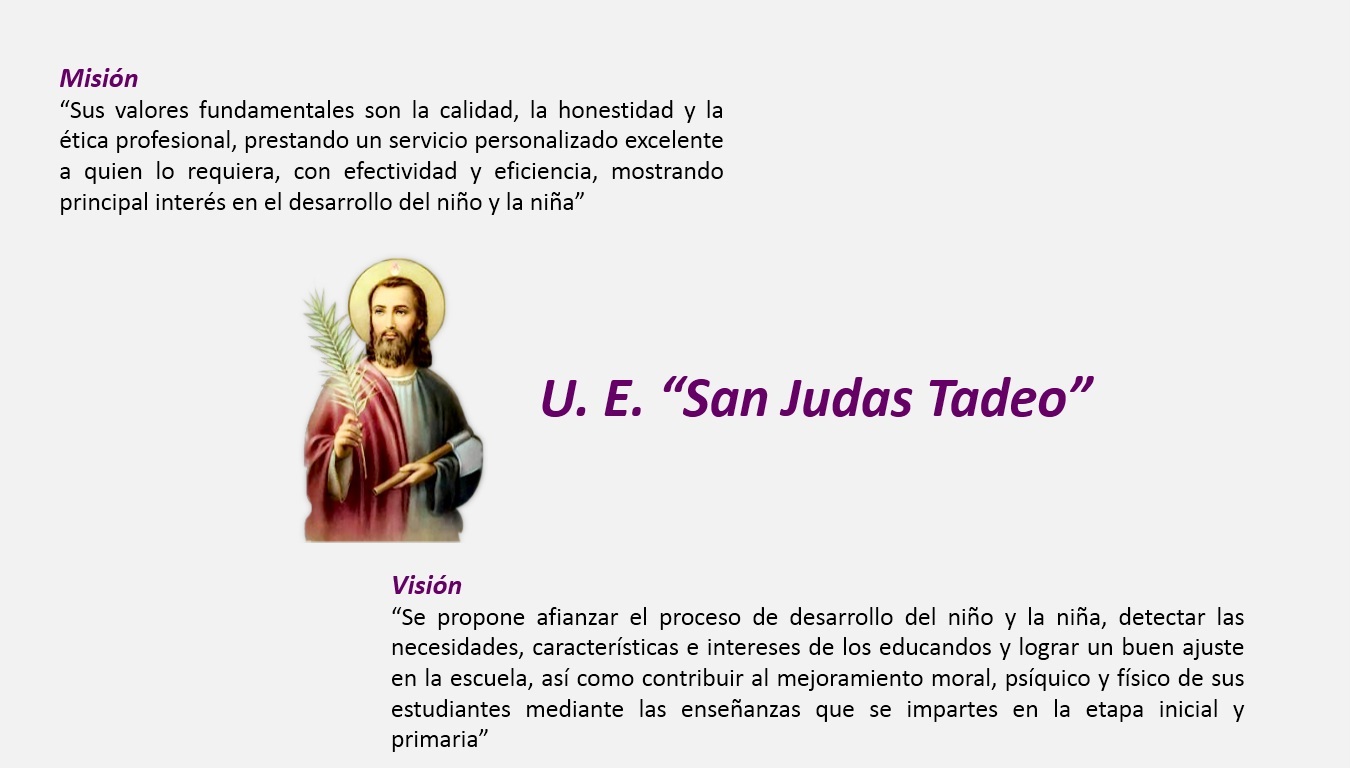 Misión
“Sus valores fundamentales son la calidad, la honestidad y la
ética profesional, prestando un servicio personalizado excelente
a quien lo requiera, con efectividad y eficiencia, mostrando
principal interés en el desarrollo del niño y la niña”
U. E. “San Judas Tadeo”
Visión
“Se propone afianzar el proceso de desarrollo del niño y la niña, detectar las
necesidades, características e intereses de los educandos y lograr un buen ajuste
en la escuela, así como contribuir al mejoramiento moral, psíquico y físico de sus
estudiantes mediante las enseñanzas que se impartes en la etapa inicial y
primaria”